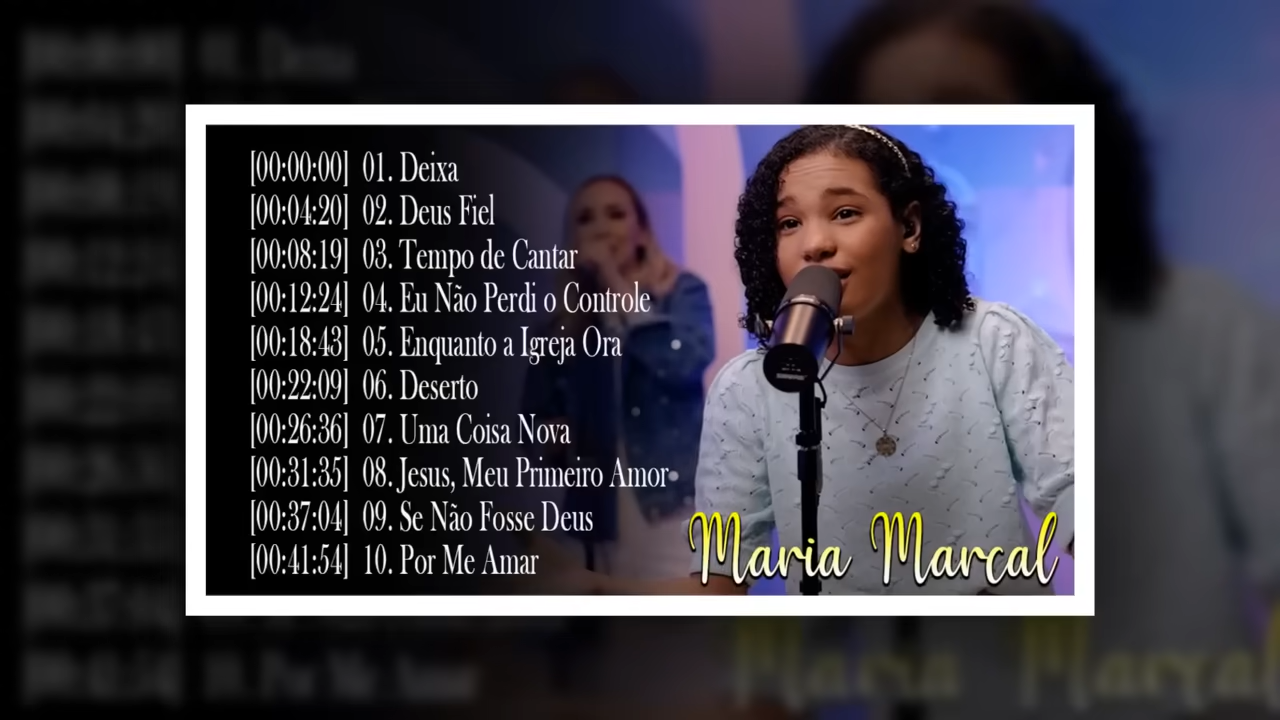 [00:00:00] 01. Deixa
[00:04:20] 02. Deus Fiel
[00:08:19] 03. Tempo de Cantar
[00:12:24] 04. Eu Não Perdi o Controle
[00:18:43] 05. Enquanto a Igreja Ora
[00:22:09] 06. Deserto
[00:26:36] 07. Uma Coisa Nova
[00:31:35] 08. Jesus, Meu Primeiro Amor
[00:37:04] 09. Se Não Fosse Deus
[00:41:54] 10. Por Me Amar
Maria Marçal